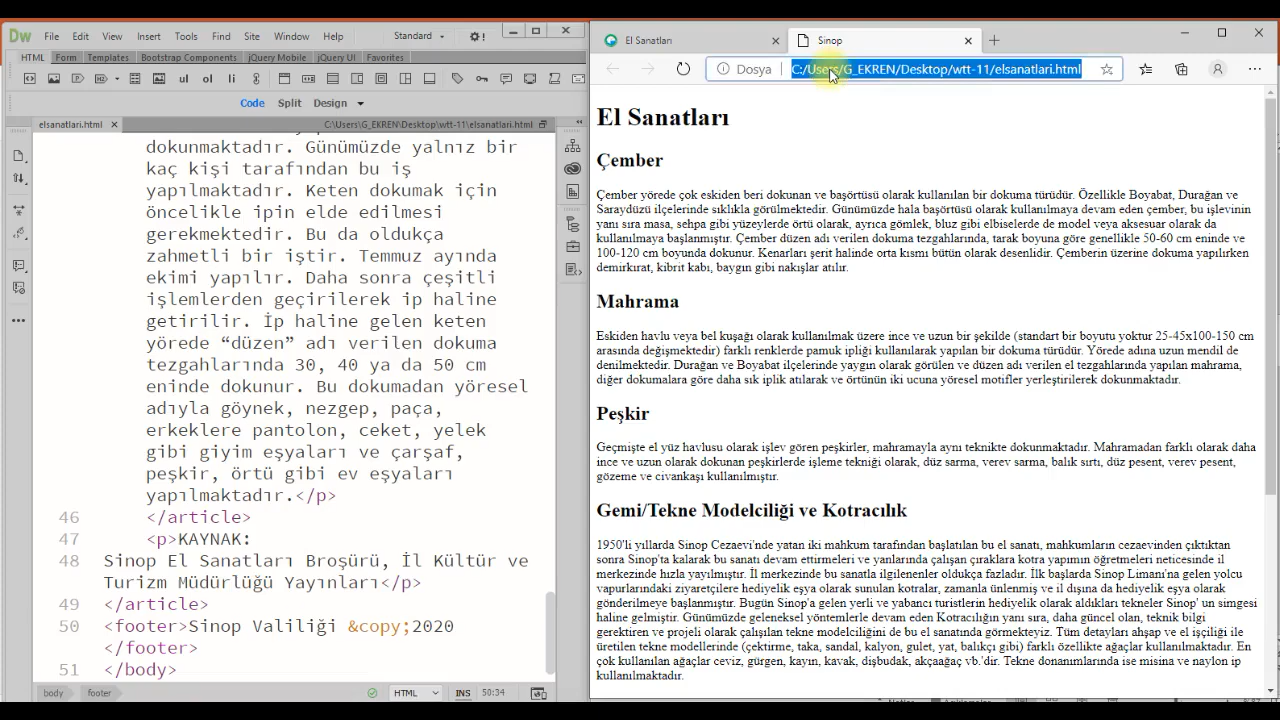 Dw File Edit View Insert Tools Find Site Window Help Standard
HTML Form Templates Bootstrap Components jQuery Mobile jQuery UI Favorites
ul ol li
Code Split Design
elsanatlari.html C:\Users\G_EKREN\Desktop\wtt-11\elsanatlari.html
dokunmaktadır. Günümüzde yalnız bir
kaç kişi tarafından bu iş
yapılmaktadır. Keten dokumak için
öncelikle ipin elde edilmesi
gerekmektedir. Bu da oldukça
zahmetli bir iştir. Temmuz ayında
ekimi yapılır. Daha sonra çeşitli
işlemlerden geçirilerek ip haline
getirilir. İp haline gelen keten
yörede “düzen” adı verilen dokuma
tezgahlarında 30, 40 ya da 50 cm
eninde dokunur. Bu dokumadan yöresel
adıyla göynek, nezgep, paça,
erkeklere pantolon, ceket, yelek
gibi giyim eşyaları ve çarşaf,
peşkir, örtü gibi ev eşyaları
yapılmaktadır.</p>
46 </article>
47 <p>KAYNAK:
48 Sinop El Sanatları Broşürü, İl Kültür ve
Turizm Müdürlüğü Yayınları</p>
49 </article>
50 <footer>Sinop Valiliği &copy;2020
</footer>
51 </body>
body footer HTML INS 50:34
El Sanatları Sinop
Dosya C:/Users/G_EKREN/Desktop/wtt-11/elsanatlari.html
El Sanatları
Çember
Çember yörede çok eskiden beri dokunan ve başörtüsü olarak kullanılan bir dokuma türüdür. Özellikle Boyabat, Durağan ve
Saraydüzü ilçelerinde sıklıkla görülmektedir. Günümüzde hala başörtüsü olarak kullanılmaya devam eden çember, bu işlevinin
yanı sıra masa, sehpa gibi yüzeylerde örtü olarak, ayrıca gömlek, bluz gibi elbiselerde de model veya aksesuar olarak da
kullanılmaya başlanmıştır. Çember düzen adı verilen dokuma tezgahlarında, tarak boyuna göre genellikle 50-60 cm eninde ve
100-120 cm boyunda dokunur. Kenarları şerit halinde orta kısmı bütün olarak desenlidir. Çemberin üzerine dokuma yapılırken
demirkırat, kıbrıt kabı, baygın gibi nakışlar atılır.
Mahrama
Eskiden havlu veya bel kuşağı olarak kullanılmak üzere ince ve uzun bir şekilde (standart bir boyutu yoktur 25-45x100-150 cm
arasında değişmektedir) farklı renklerde pamuk ipliği kullanılarak yapılan bir dokuma türüdür. Yörede adına uzun mendil de
denilmektedir. Durağan ve Boyabat ilçelerinde yaygın olarak görülen ve düzen adı verilen el tezgahlarında yapılan mahrama,
diğer dokumalara göre daha sık iplik atılarak ve örtünün iki ucuna yöresel motifler yerleştirilerek dokunmaktadır.
Peşkir
Geçmişte el yüz havlusu olarak işlev gören peşkirler, mahramayla aynı teknikte dokunmaktadır. Mahramadan farklı olarak daha
ince ve uzun olarak dokunan peşkirlerde işleme tekniği olarak, düz sarma, verev sarma, balık sırtı, düz pesent, verev pesent,
gözeme ve civankaşı kullanılmıştır.
Gemi/Tekne Modelciliği ve Kotracılık
1950'li yıllarda Sinop Cezaevi'nde yatan iki mahkum tarafından başlatılan bu el sanatı, mahkumların cezaevinden çıktıktan
sonra Sinop'ta kalarak bu sanatı devam ettirmeleri ve yanlarında çalışan çıraklara kotra yapımın öğretmeleri neticesinde il
merkezinde hızla yayılmıştır. İl merkezinde bu sanatla ilgilenenler oldukça fazladır. İlk başlarda Sinop Limanı'na gelen yolcu
vapurlarındaki ziyaretçilere hediyelik eşya olarak sunulan kotralar, zamanla ünlenmiş ve il dışına da hediyelik eşya olarak
gönderilmeye başlanmıştır. Bugün Sinop'a gelen yerli ve yabancı turistlerin hediyelik olarak aldıkları tekneler Sinop' un simgesi
haline gelmiştir. Günümüzde geleneksel yöntemlerle devam eden Kotracılığın yanı sıra, daha güncel olan, teknik bilgi
gerektiren ve projeli olarak çalışılan tekne modelciliğini de bu el sanatında görmekteyiz. Tüm detayları ahşap ve el işçiliği ile
üretilen tekne modellerinde (çektirme, taka, sandal, kalyon, gulet, yat, balıkçı gibi) farklı özellikte ağaçlar kullanılmaktadır. En
çok kullanılan ağaçlar ceviz, gürgen, kayın, kavak, dişbudak, akçaağaç vb.'dir. Tekne donanımlarında ise misina ve naylon ip
kullanılmaktadır.